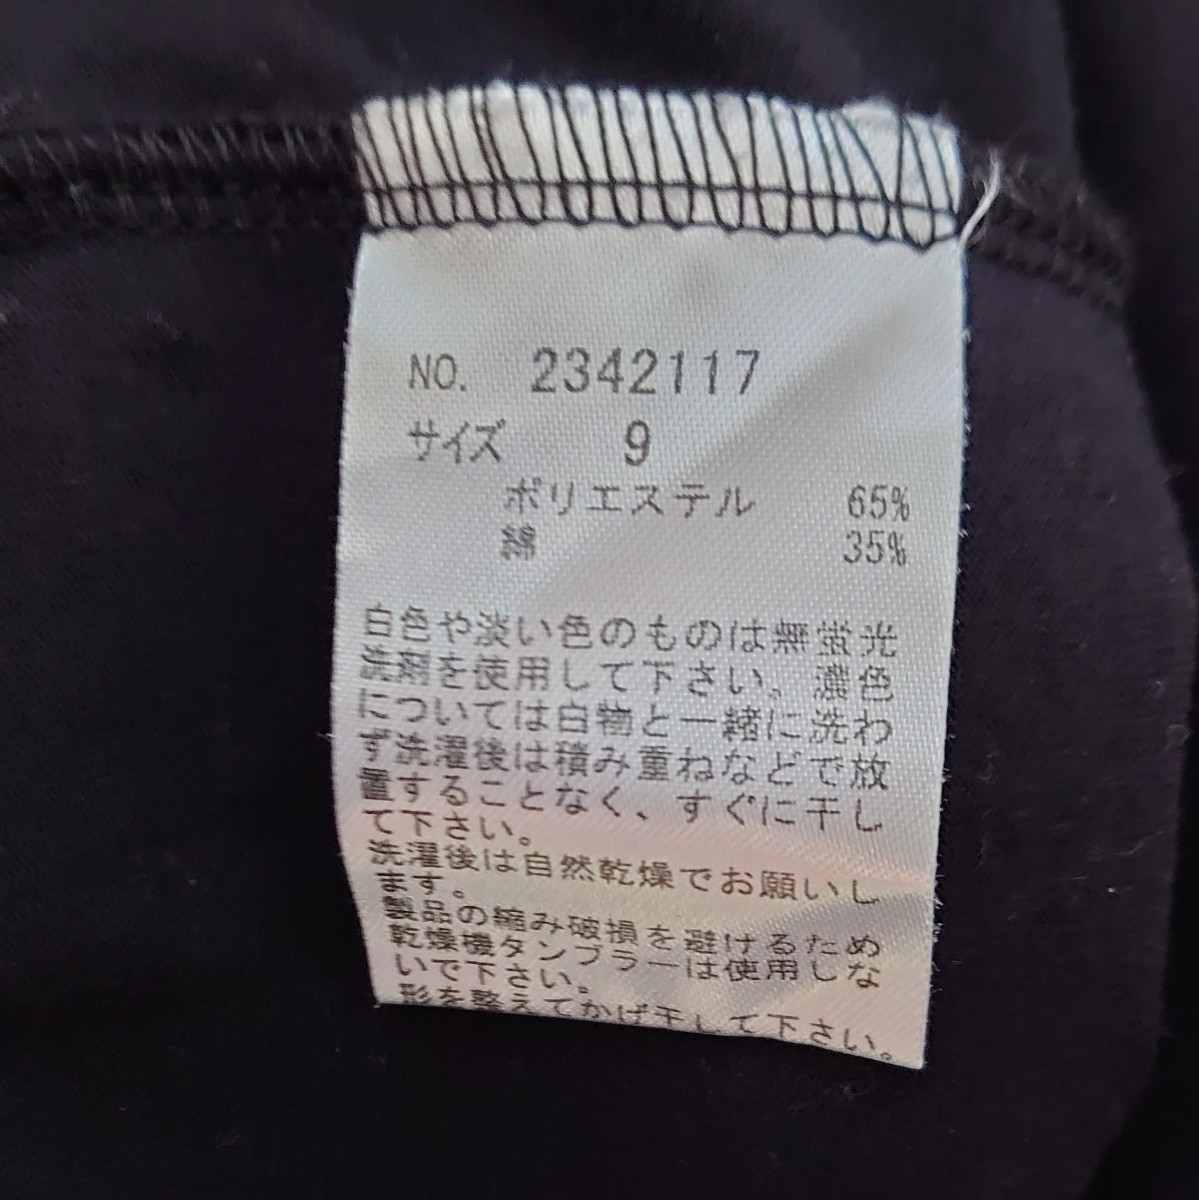 NO. 2342117
サイズ 9
ポリエステル 65%
綿 35%
白色や淡い色のものは無蛍光
洗剤を使用して下さい。濃色
については白物と一緒に洗わ
ず洗濯後は積み重ねなどで放
置することなく、すぐに干し
て下さい。
洗濯後は自然乾燥でお願いし
ます。
製品の縮み破損を避けるため
乾燥機タンブラーは使用しな
いで下さい。
形を整えてかげ干して下さい。